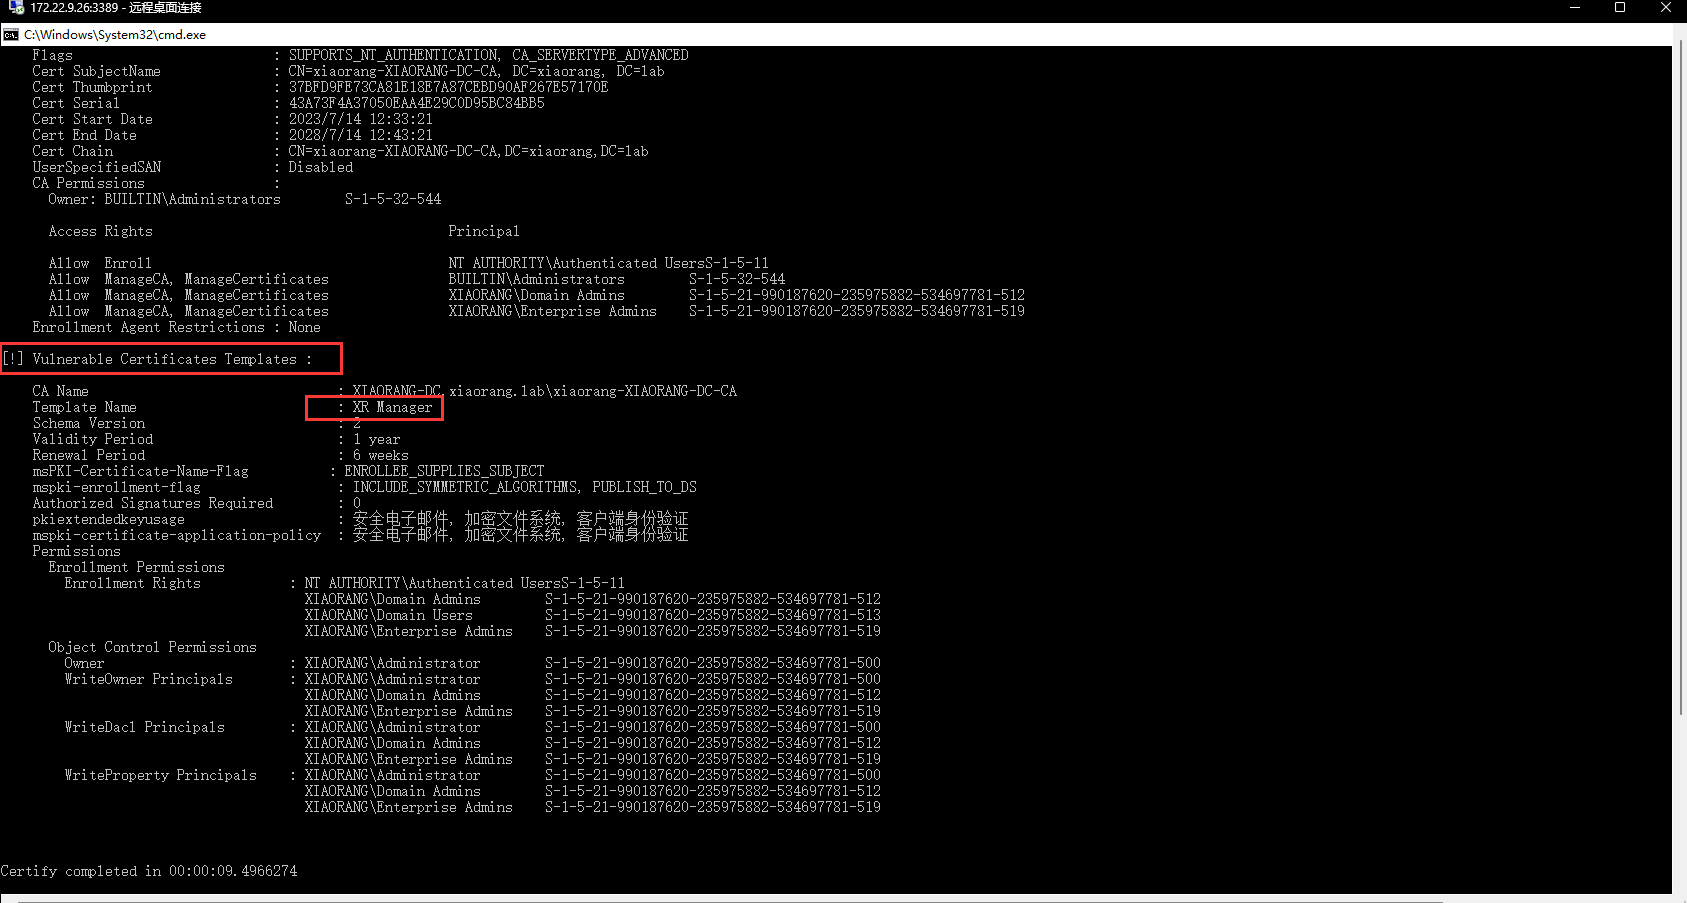 172.22.9.26:3389 - 远程桌面连接
C:\Windows\System32\cmd.exe
Flags : SUPPORTS_NT_AUTHENTICATION, CA_SERVERTYPE_ADVANCED
Cert SubjectName : CN=xiaorang-XIAORANG-DC-CA, DC=xiaorang, DC=lab
Cert Thumbprint : 37BFD9FE73CA81E18E7A87CEBD90AF267E57170E
Cert Serial : 43A73F4A37050EAA4E29C0D95BC84BB5
Cert Start Date : 2023/7/14 12:33:21
Cert End Date : 2028/7/14 12:43:21
Cert Chain : CN=xiaorang-XIAORANG-DC-CA,DC=xiaorang,DC=lab
UserSpecifiedSAN : Disabled
CA Permissions :
Owner: BUILTIN\Administrators S-1-5-32-544
Access Rights Principal
Allow Enroll NT AUTHORITY\Authenticated UsersS-1-5-11
Allow ManageCA, ManageCertificates BUILTIN\Administrators S-1-5-32-544
Allow ManageCA, ManageCertificates XIAORANG\Domain Admins S-1-5-21-990187620-235975882-534697781-512
Allow ManageCA, ManageCertificates XIAORANG\Enterprise Admins S-1-5-21-990187620-235975882-534697781-519
Enrollment Agent Restrictions : None
[!] Vulnerable Certificates Templates :
CA Name : XIAORANG-DC.xiaorang.lab\xiaorang-XIAORANG-DC-CA
Template Name : XR Manager
Schema Version : 2
Validity Period : 1 year
Renewal Period : 6 weeks
msPKI-Certificate-Name-Flag : ENROLLEE_SUPPLIES_SUBJECT
mspki-enrollment-flag : INCLUDE_SYMMETRIC_ALGORITHMS, PUBLISH_TO_DS
Authorized Signatures Required : 0
pkiextendedkeyusage : 安全电子邮件, 加密文件系统, 客户端身份验证
mspki-certificate-application-policy : 安全电子邮件, 加密文件系统, 客户端身份验证
Permissions
Enrollment Permissions
Enrollment Rights : NT AUTHORITY\Authenticated UsersS-1-5-11
XIAORANG\Domain Admins S-1-5-21-990187620-235975882-534697781-512
XIAORANG\Domain Users S-1-5-21-990187620-235975882-534697781-513
XIAORANG\Enterprise Admins S-1-5-21-990187620-235975882-534697781-519
Object Control Permissions
Owner : XIAORANG\Administrator S-1-5-21-990187620-235975882-534697781-500
WriteOwner Principals : XIAORANG\Administrator S-1-5-21-990187620-235975882-534697781-500
XIAORANG\Domain Admins S-1-5-21-990187620-235975882-534697781-512
XIAORANG\Enterprise Admins S-1-5-21-990187620-235975882-534697781-519
WriteDacl Principals : XIAORANG\Administrator S-1-5-21-990187620-235975882-534697781-500
XIAORANG\Domain Admins S-1-5-21-990187620-235975882-534697781-512
XIAORANG\Enterprise Admins S-1-5-21-990187620-235975882-534697781-519
WriteProperty Principals : XIAORANG\Administrator S-1-5-21-990187620-235975882-534697781-500
XIAORANG\Domain Admins S-1-5-21-990187620-235975882-534697781-512
XIAORANG\Enterprise Admins S-1-5-21-990187620-235975882-534697781-519
Certify completed in 00:00:09.4966274